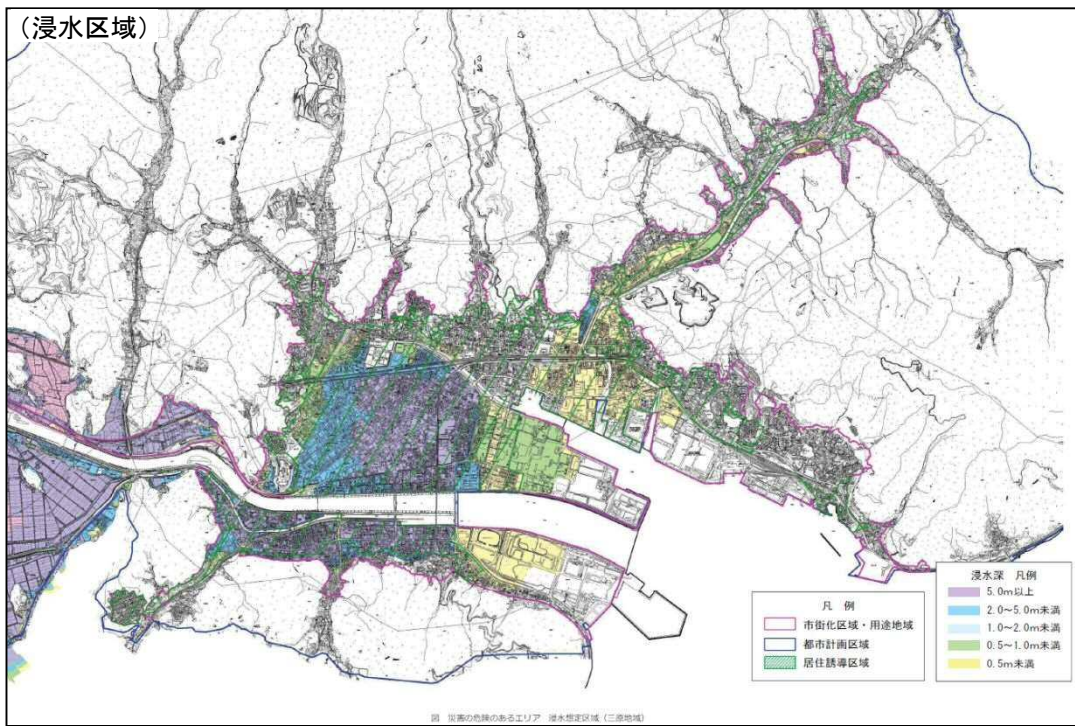 (浸水区域)
凡 例
市街化区域・用途地域
都市計画区域
居住誘導区域
浸水深 凡例
5.0m以上
2.0～5.0m未満
1.0～2.0m未満
0.5～1.0m未満
0.5m未満
図 災害の危険のあるエリア 浸水想定区域(三原地域)